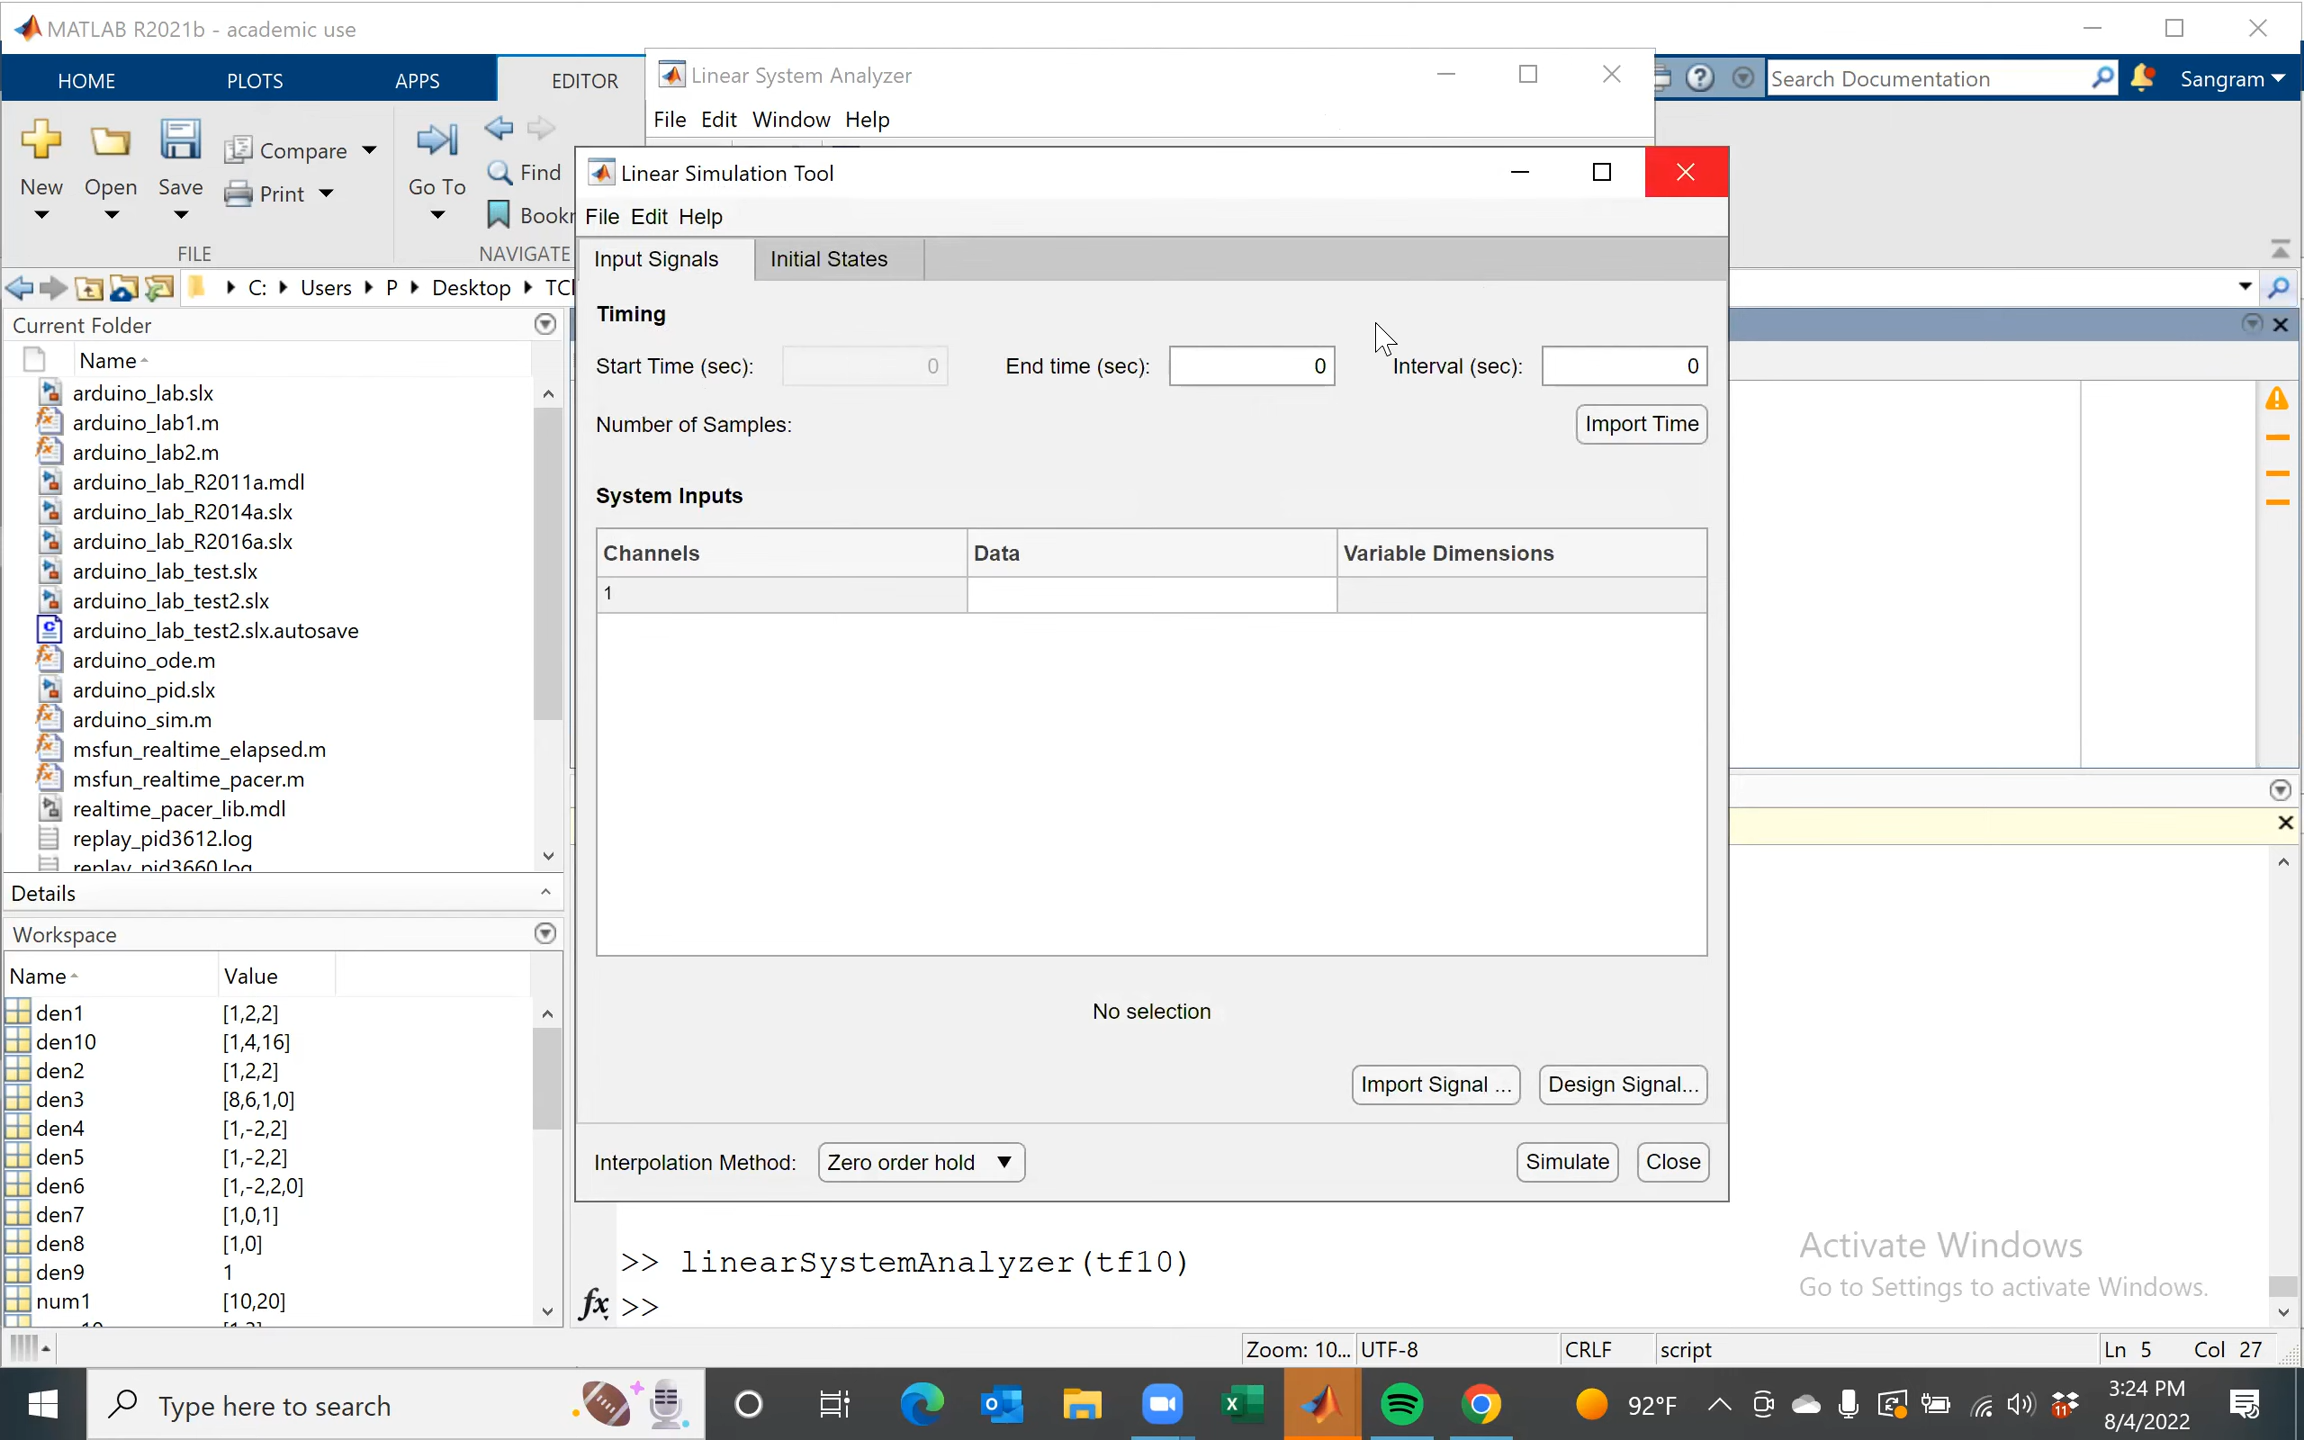 MATLAB R2021b - academic use
HOME PLOTS APPS EDITOR
Linear System Analyzer
Search Documentation
Sangram
File Edit Window Help
New
Open
Save
Compare
Print
Go To
Find
FILE
NAVIGATE
Linear Simulation Tool
File Edit Help
Input Signals Initial States
C: Users P Desktop
Current Folder
Name
arduino_lab.slx
arduino_lab1.m
arduino_lab2.m
arduino_lab_R2011a.mdl
arduino_lab_R2014a.slx
arduino_lab_R2016a.slx
arduino_lab_test.slx
arduino_lab_test2.slx
arduino_lab_test2.slx.autosave
arduino_ode.m
arduino_pid.slx
arduino_sim.m
msfun_realtime_elapsed.m
msfun_realtime_pacer.m
realtime_pacer_lib.mdl
replay_pid3612.log
replay_pid3660.log
Details
Workspace
Name Value
den1 [1,2,2]
den10 [1,4,16]
den2 [1,2,2]
den3 [8,6,1,0]
den4 [1,-2,2]
den5 [1,-2,2]
den6 [1,-2,2,0]
den7 [1,0,1]
den8 [1,0]
den9 1
num1 [10,20]
Timing
Start Time (sec): 0 End time (sec): 0 Interval (sec): 0
Number of Samples:
Import Time
System Inputs
Channels Data Variable Dimensions
1
No selection
Import Signal ... Design Signal...
Interpolation Method: Zero order hold Simulate Close
>> linearSystemAnalyzer(tf10)
fx >>
Activate Windows
Go to Settings to activate Windows.
Zoom: 10... UTF-8 CRLF script Ln 5 Col 27
Type here to search
92°F
11
3:24 PM
8/4/2022